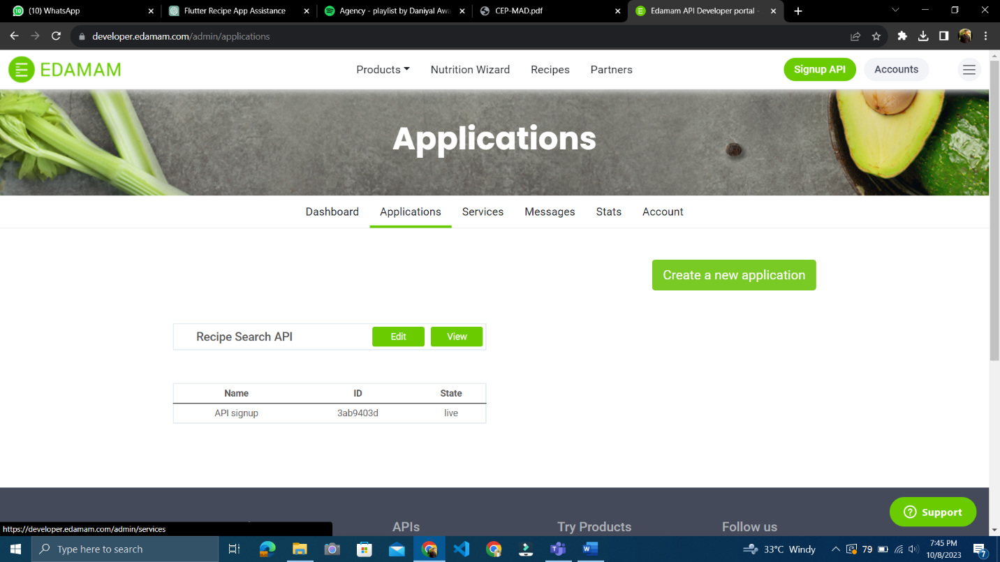 (10) WhatsApp
Flutter Recipe App Assistance
Agency - playlist by Daniyal Awa
CEP-MAD.pdf
Edamam API Developer portal -
developer.edamam.com/admin/applications
EDAMAM
Products
Nutrition Wizard
Recipes
Partners
Signup API
Accounts
Applications
Dashboard
Applications
Services
Messages
Stats
Account
Create a new application
Recipe Search API
Edit
View
Name ID State
API signup 3ab9403d live
APIs
Try Products
Follow us
Support
https://developer.edamam.com/admin/services
Type here to search
33°C Windy
79
7:45 PM
10/8/2023
7